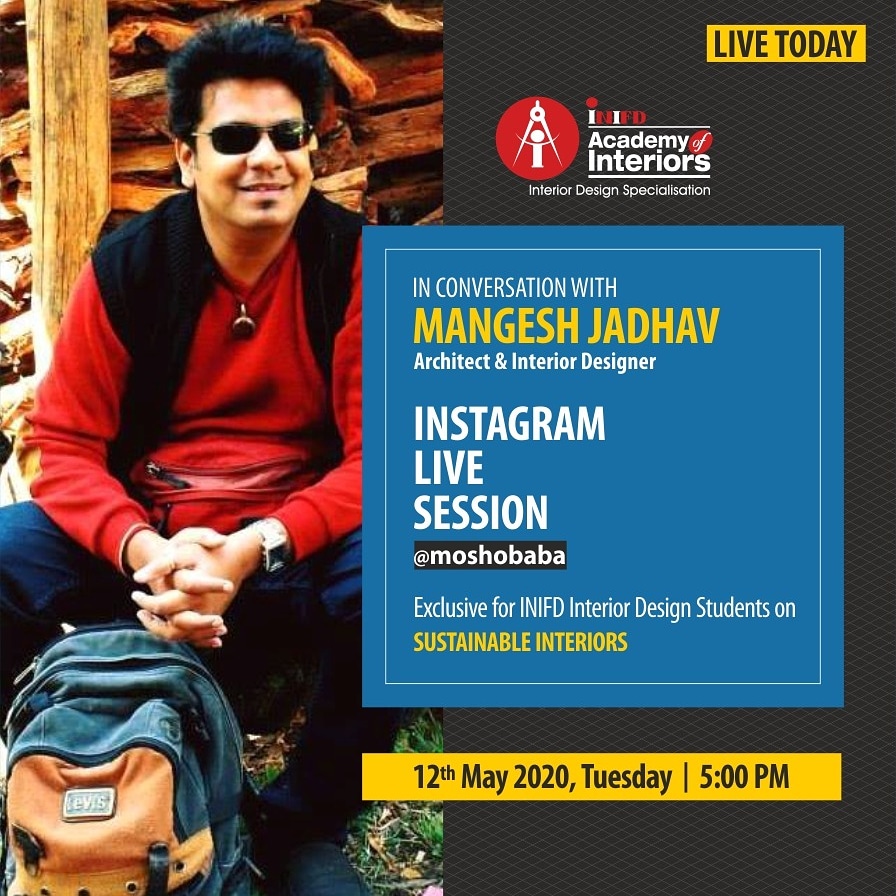 LIVE TODAY
INIFD
Academy of
Interiors
Interior Design Specialisation
IN CONVERSATION WITH
MANGESH JADHAV
Architect & Interior Designer
INSTAGRAM
LIVE
SESSION
@moshobaba
Exclusive for INIFD Interior Design Students on
SUSTAINABLE INTERIORS
12th May 2020, Tuesday | 5:00 PM
Levi's